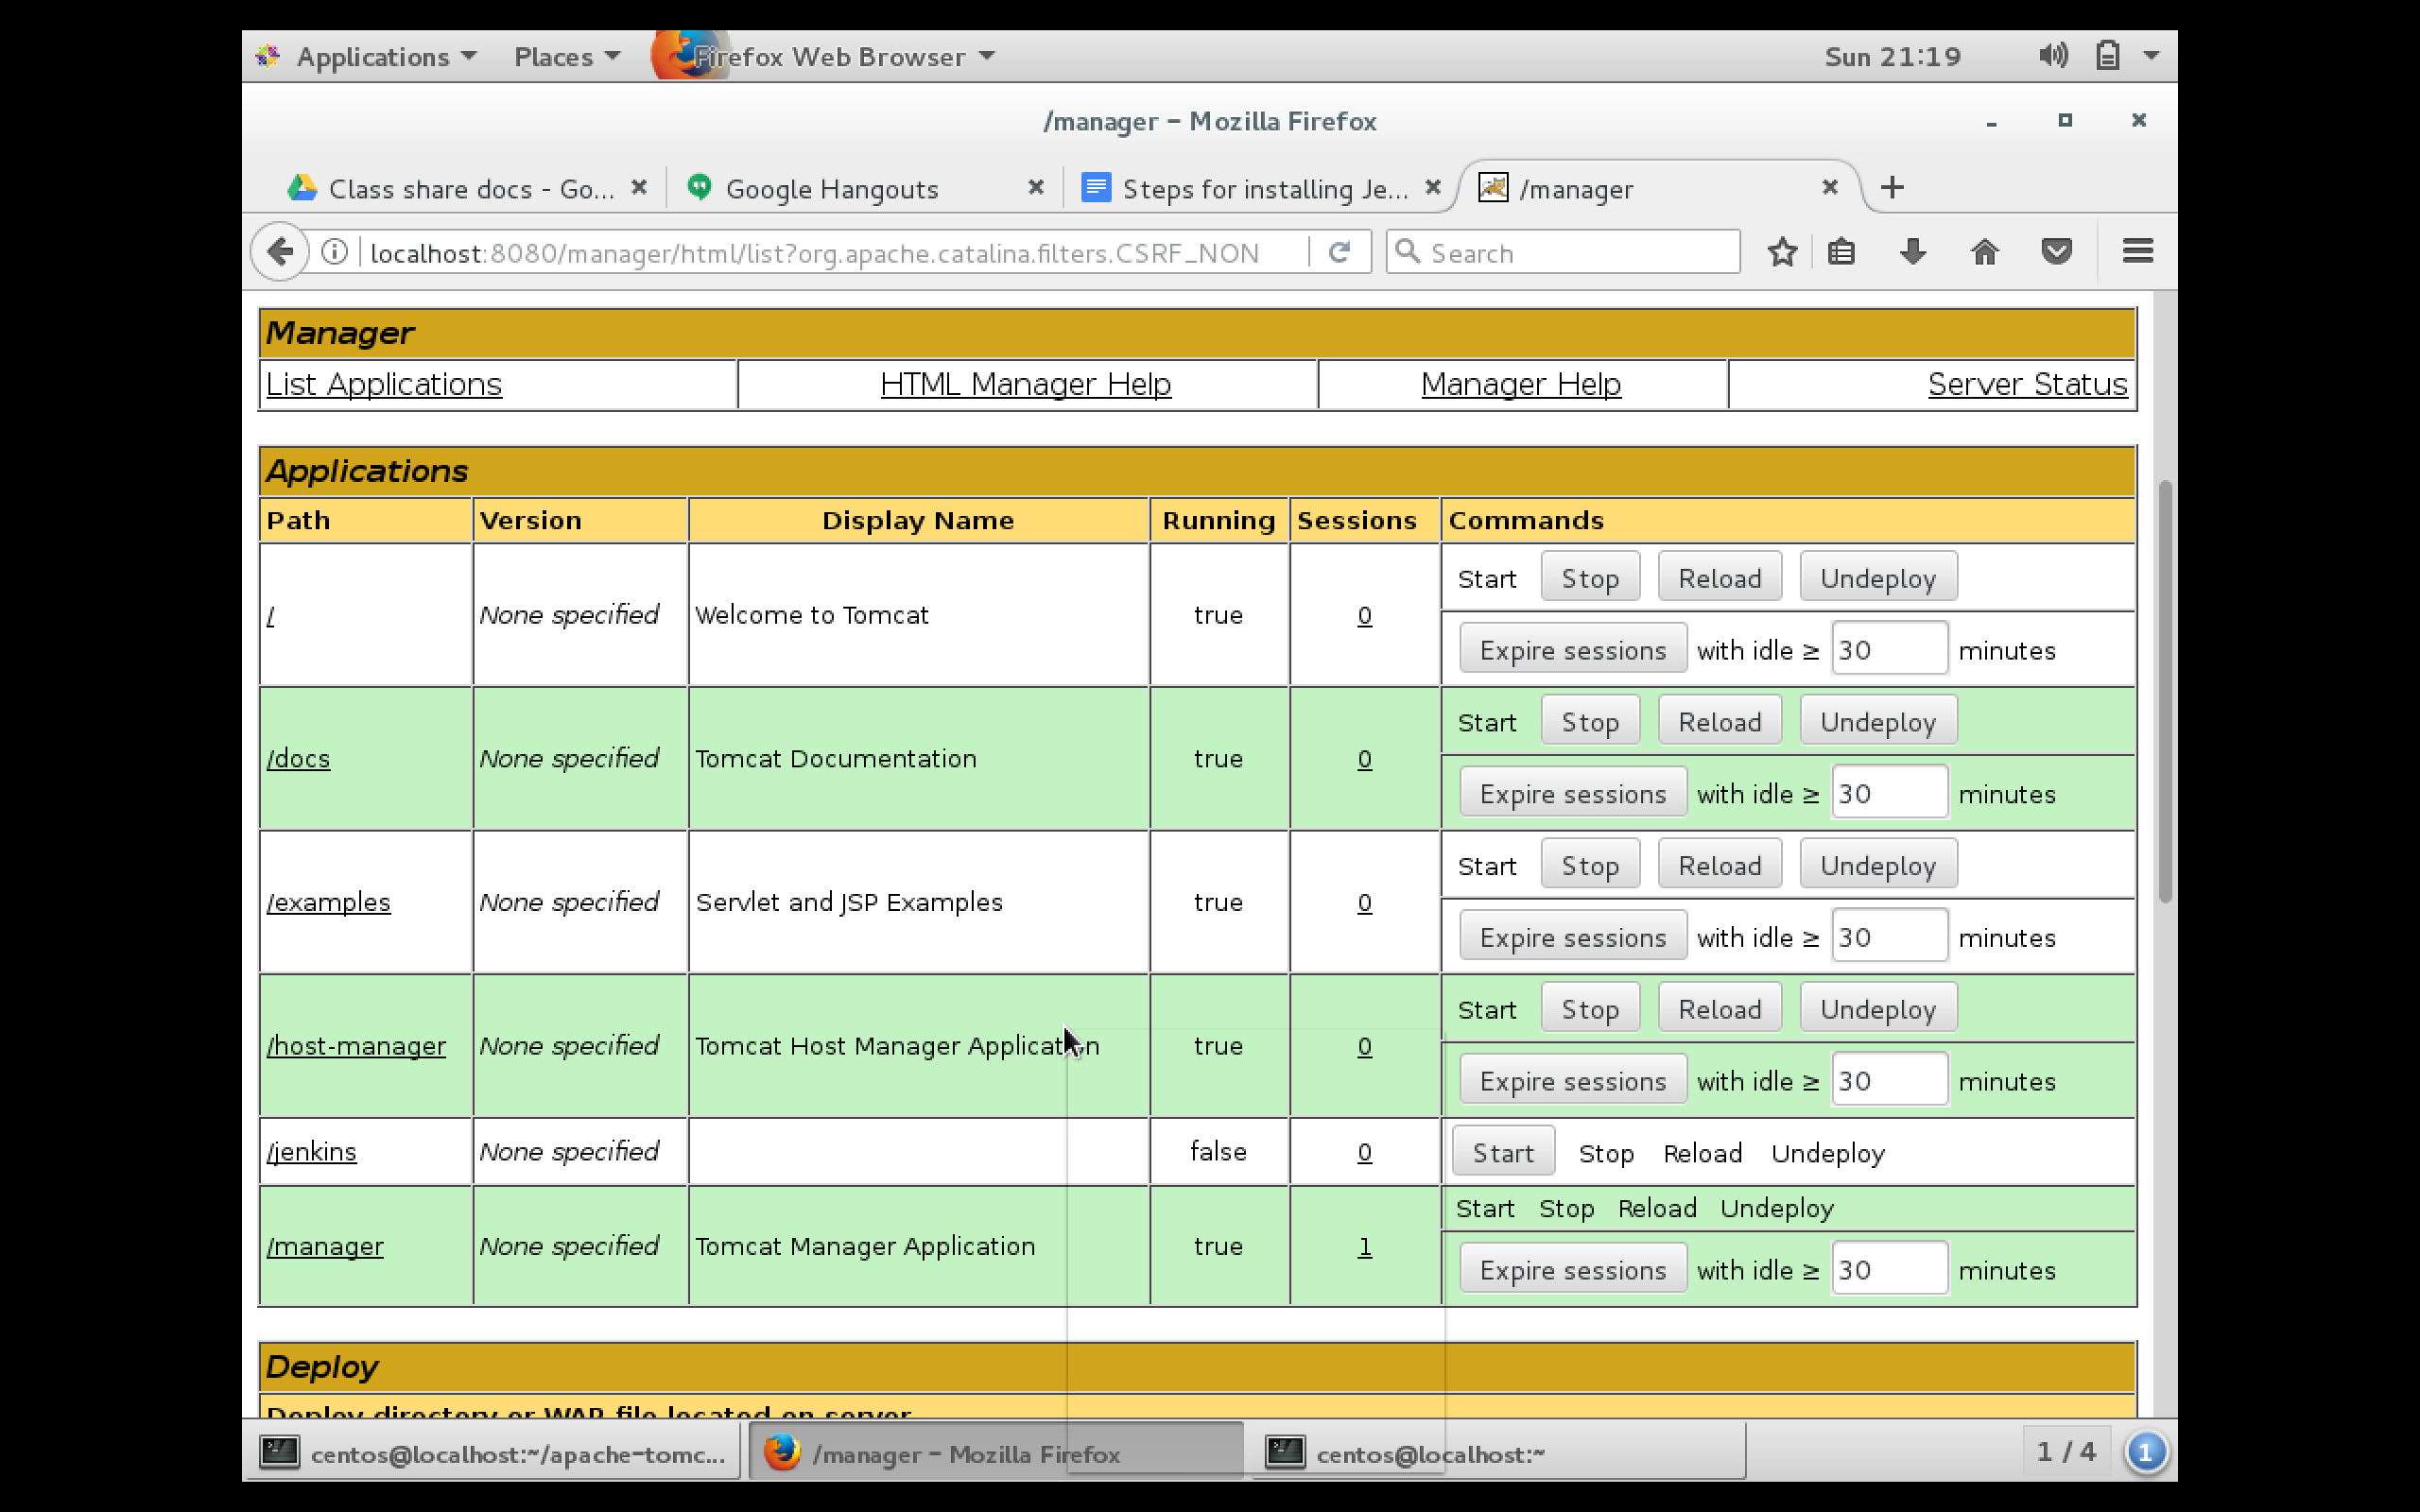 Applications Places Firefox Web Browser Sun 21:19
/manager – Mozilla Firefox
Class share docs - Go... Google Hangouts Steps for installing Je... /manager
localhost:8080/manager/html/list?org.apache.catalina.filters.CSRF_NON Search
Manager
List Applications HTML Manager Help Manager Help Server Status
Applications
Path Version Display Name Running Sessions Commands
Start Stop Reload Undeploy
/ None specified Welcome to Tomcat true 0
Expire sessions with idle ≥ 30 minutes
Start Stop Reload Undeploy
/docs None specified Tomcat Documentation true 0
Expire sessions with idle ≥ 30 minutes
Start Stop Reload Undeploy
/examples None specified Servlet and JSP Examples true 0
Expire sessions with idle ≥ 30 minutes
Start Stop Reload Undeploy
/host-manager None specified Tomcat Host Manager Application true 0
Expire sessions with idle ≥ 30 minutes
/jenkins None specified false 0 Start Stop Reload Undeploy
Start Stop Reload Undeploy
/manager None specified Tomcat Manager Application true 1
Expire sessions with idle ≥ 30 minutes
Deploy
Deploy directory or WAR file located on server
centos@localhost:~/apache-tomc... /manager – Mozilla Firefox centos@localhost:~ 1 / 4 1